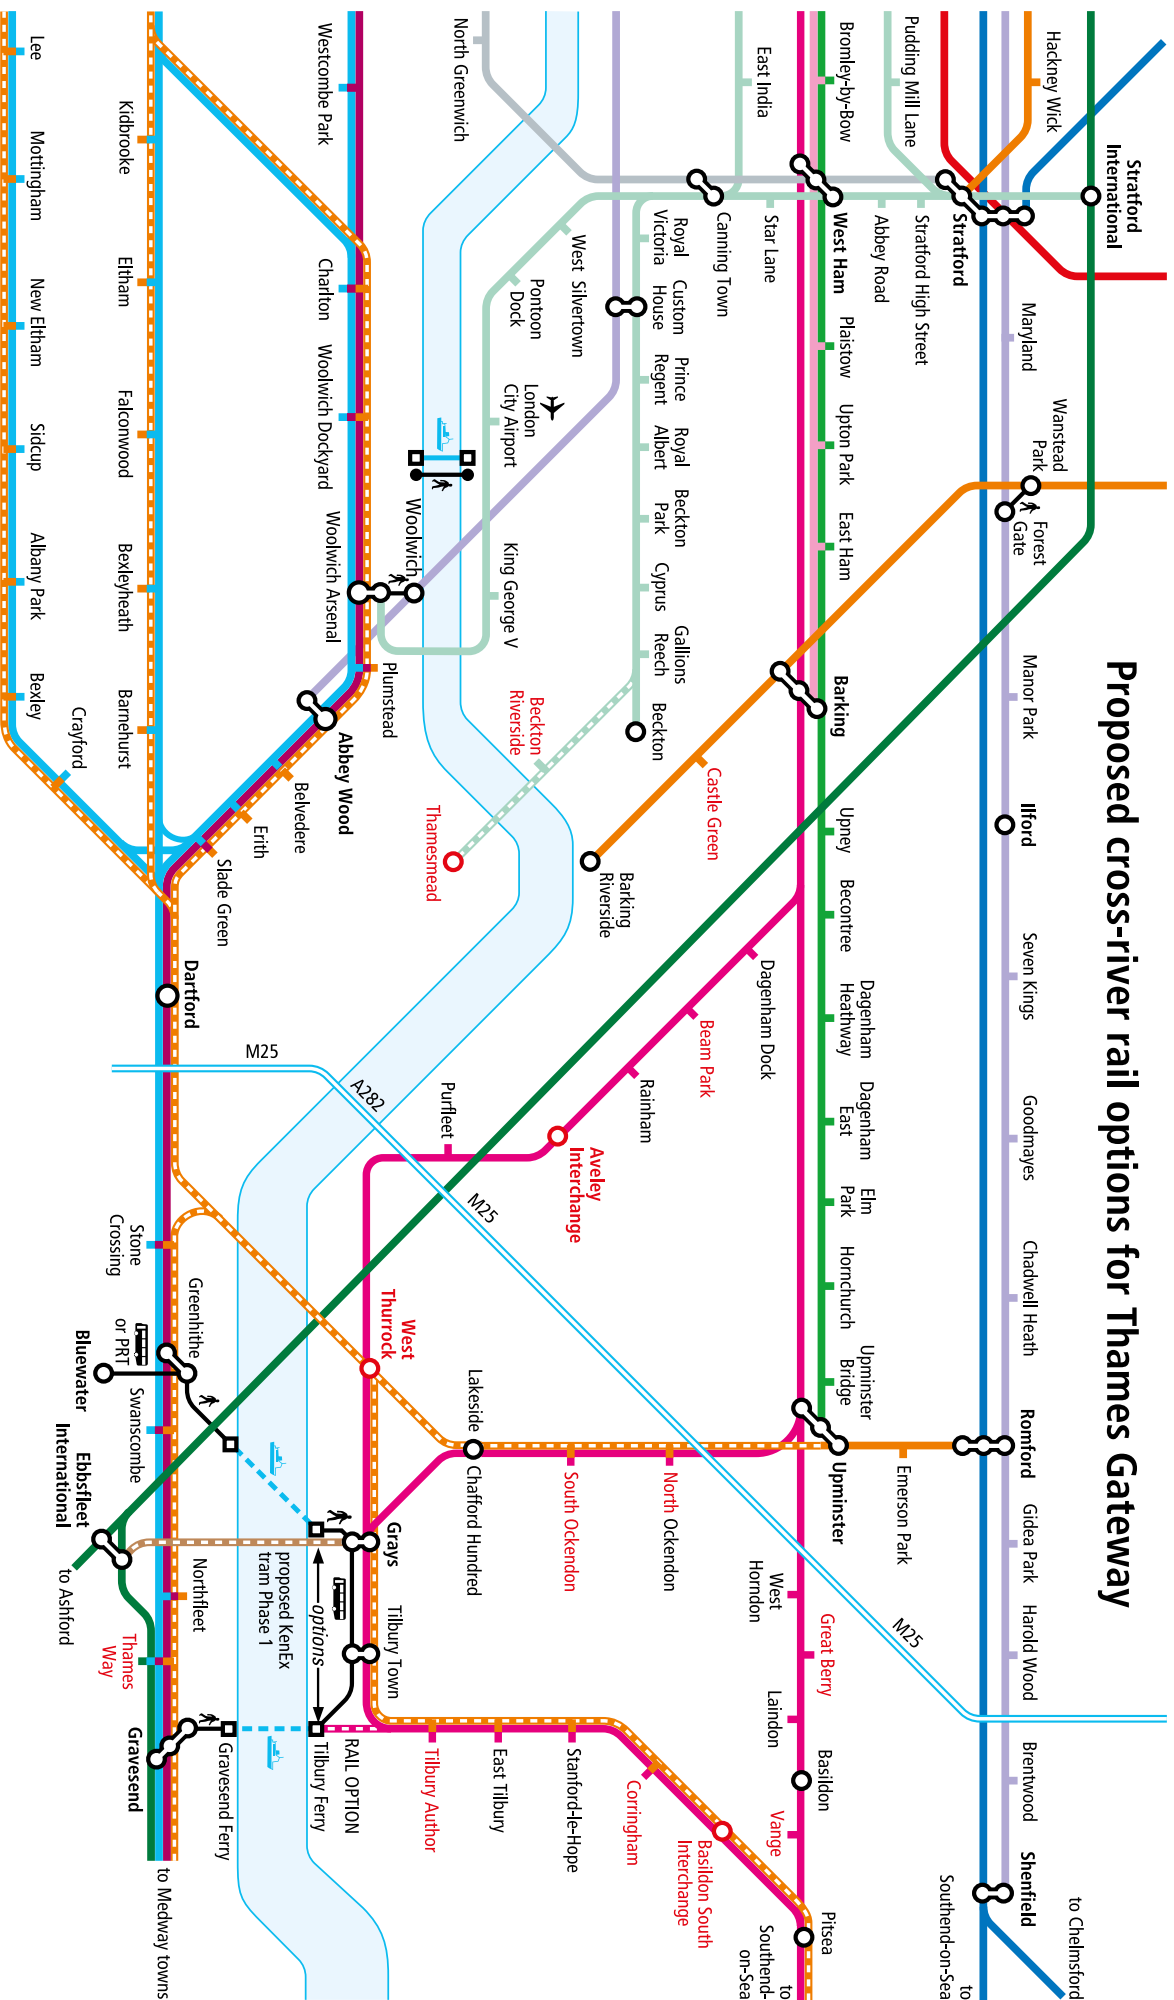 Proposed cross-river rail options for Thames Gateway
Hackney Wick
Pudding Mill Lane
Bromley-by-Bow
East India
North Greenwich
Westcombe Park
Kidbrooke
Lee
Stratford
International
Stratford
Stratford High Street
Abbey Road
West Ham
Star Lane
Canning Town
Royal
Victoria
Custom
House
Prince
Regent
Royal
Albert
Beckton
Park
Cyprus
Gallions
Reech
Beckton
West Silvertown
Pontoon
Dock
London
City Airport
King George V
Woolwich
Woolwich Arsenal
Woolwich Dockyard
Charlton
Plumstead
Abbey Wood
Belvedere
Erith
Slade Green
Dartford
Eltham
Falconwood
Bexleyheath
Barnehurst
Mottingham
New Eltham
Sidcup
Albany Park
Bexley
Crayford
Maryland
Wanstead
Park
Forest
Gate
Manor Park
Ilford
Seven Kings
Goodmayes
Chadwell Heath
Romford
Gidea Park
Harold Wood
Brentwood
Shenfield
to Chelmsford
to
Southend-on-Sea
Plaistow
Upton Park
East Ham
Barking
Upney
Becontree
Dagenham
Heathway
Dagenham
East
Elm
Park
Hornchurch
Upminster
Bridge
Upminster
Emerson Park
Castle Green
Barking
Riverside
Beckton
Riverside
Thamesmead
Dagenham Dock
Beam Park
Rainham
Aveley
Interchange
Purfleet
M25
A282
M25
M25
West
Thurrock
Lakeside
Chafford Hundred
South Ockendon
North Ockendon
West
Horndon
Great Berry
Laindon
Basildon
Vange
Pitsea
to
Southend-
on-Sea
Grays
Tilbury Town
options
proposed KenEx
tram Phase 1
RAIL OPTION
Tilbury Ferry
Gravesend Ferry
Tilbury Author
East Tilbury
Stanford-le-Hope
Corringham
Basildon South
Interchange
Stone
Crossing
Greenhithe
or PRT
Bluewater
Swanscombe
Ebbsfleet
International
to Ashford
Northfleet
Thames
Way
Gravesend
to Medway towns